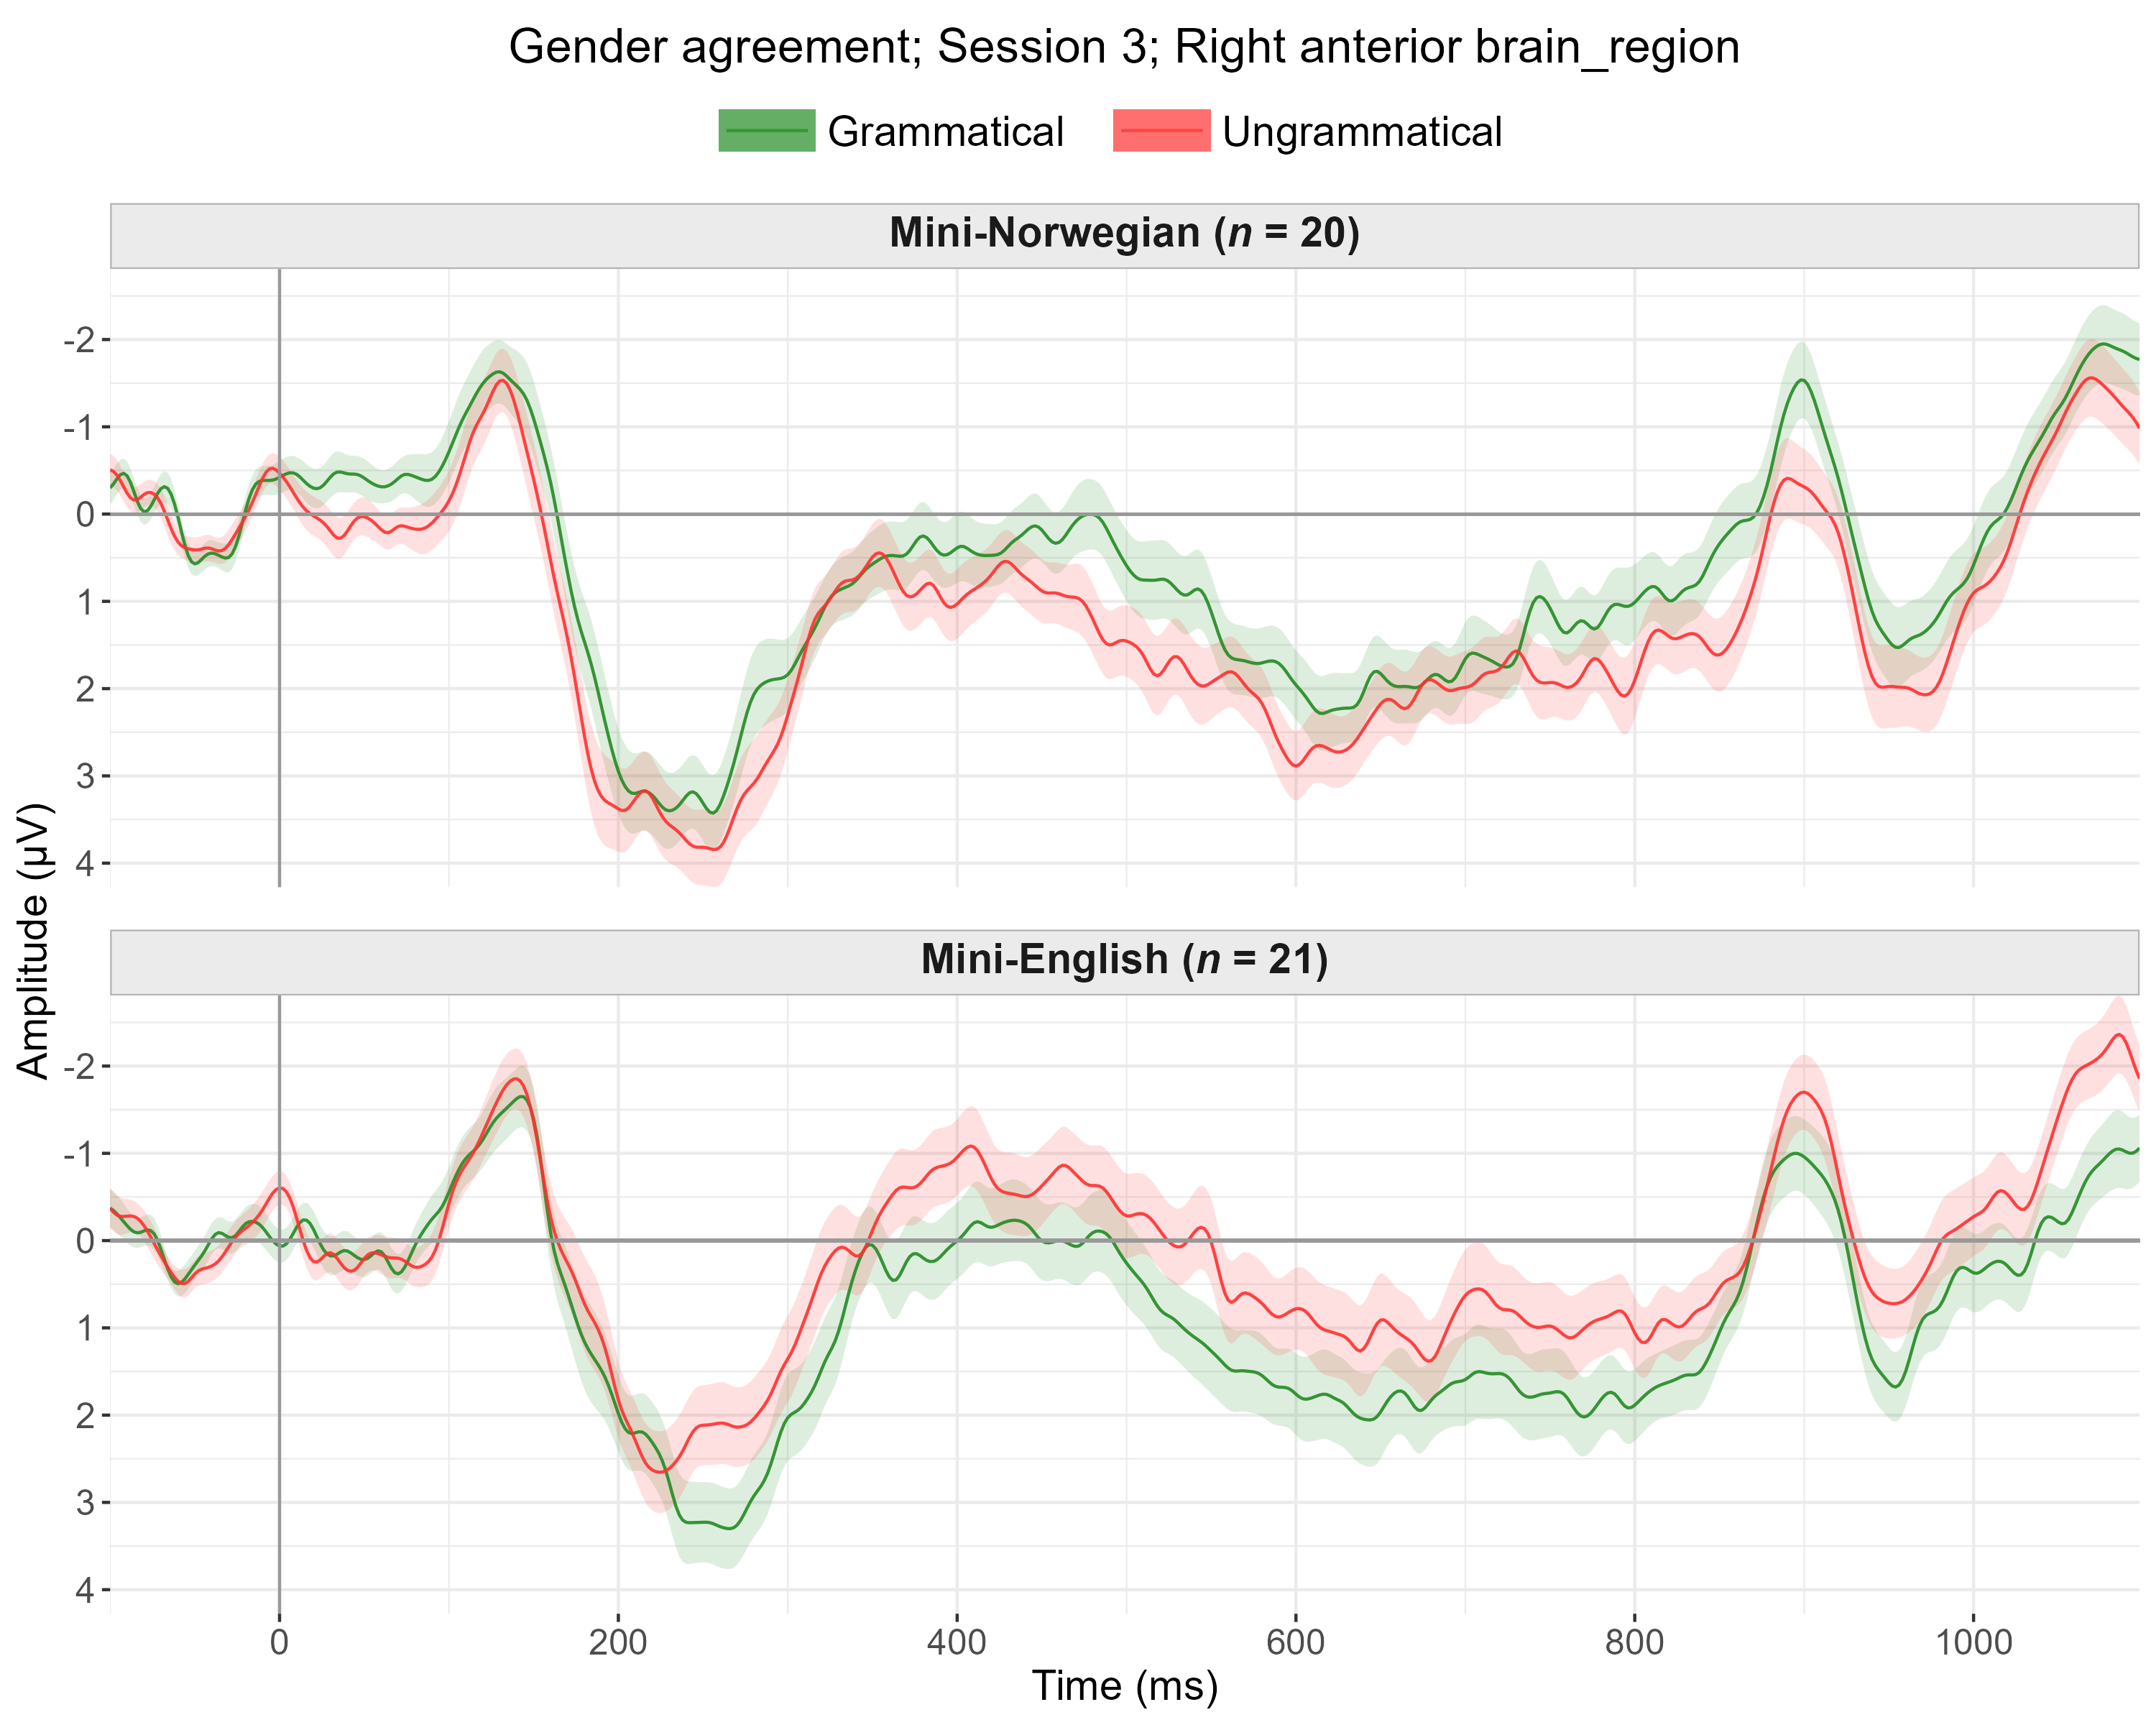 Gender agreement; Session 3; Right anterior brain_region
Grammatical Ungrammatical
Mini-Norwegian (n = 20)
-2
-1
0
1
2
3
4
Amplitude (µV)
Mini-English (n = 21)
-2
-1
0
1
2
3
4
0 200 400 600 800 1000
Time (ms)